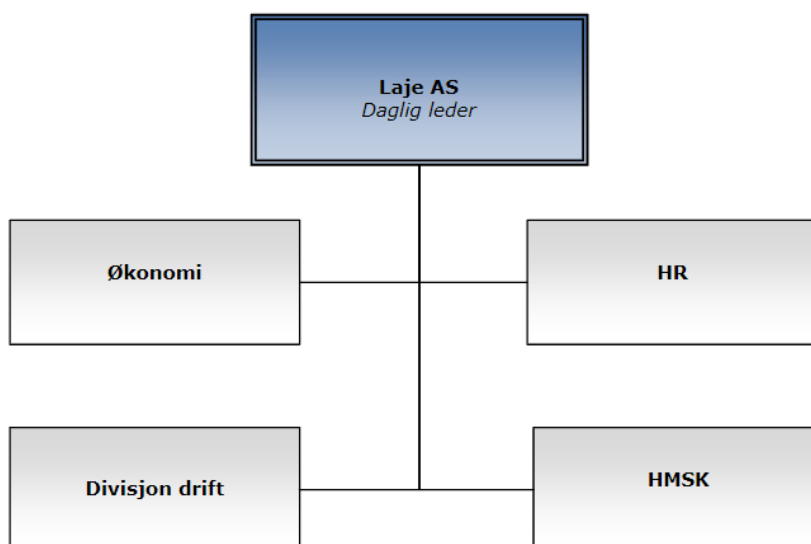 Laje AS
Daglig leder
Økonomi
HR
Divisjon drift
HMSK